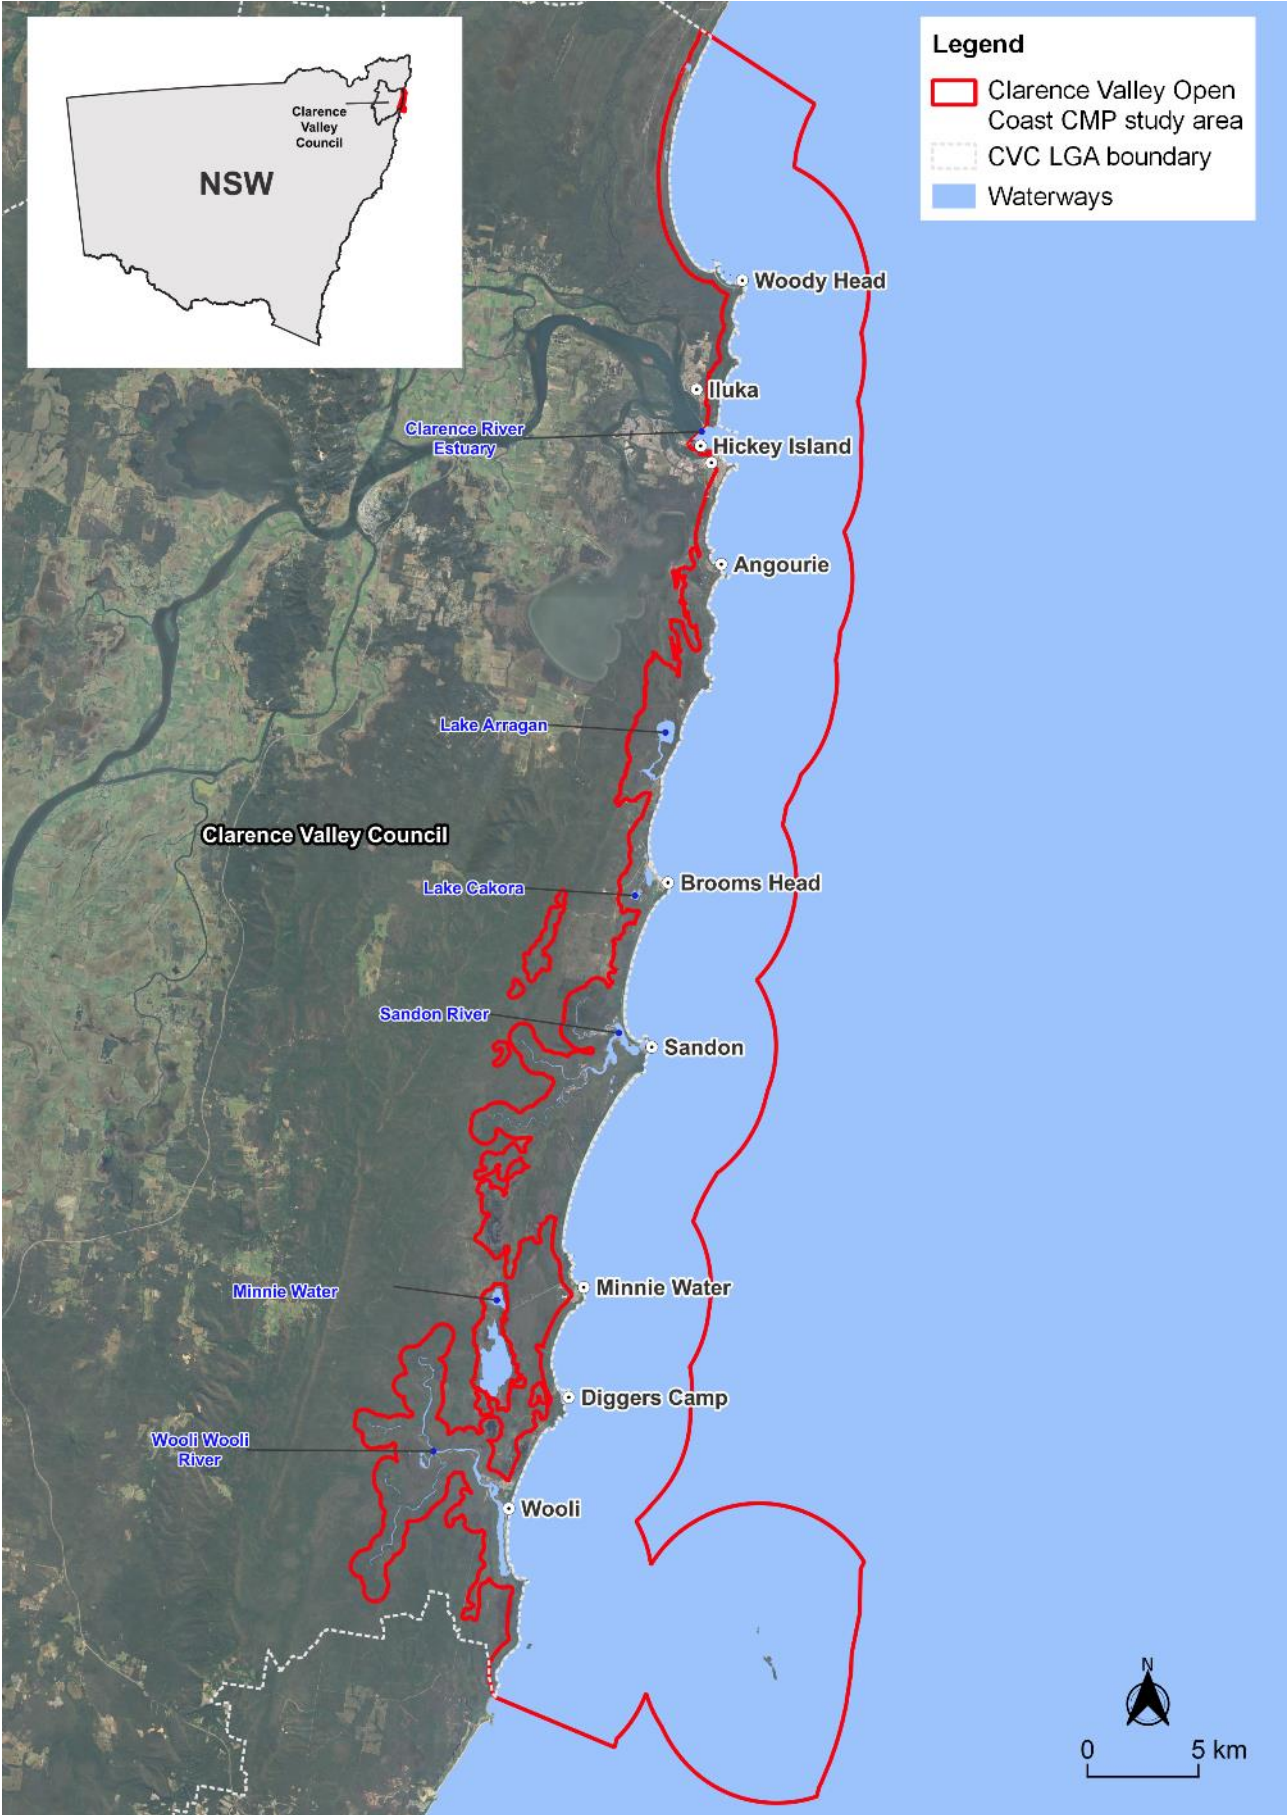 Clarence
Valley
Council
NSW
Legend
Clarence Valley Open
Coast CMP study area
CVC LGA boundary
Waterways
Woody Head
Iluka
Clarence River
Estuary
Hickey Island
Angourie
Lake Arragan
Clarence Valley Council
Brooms Head
Lake Cakora
Sandon River
Sandon
Minnie Water
Minnie Water
Diggers Camp
Wooli Wooli
River
Wooli
N
0 5 km